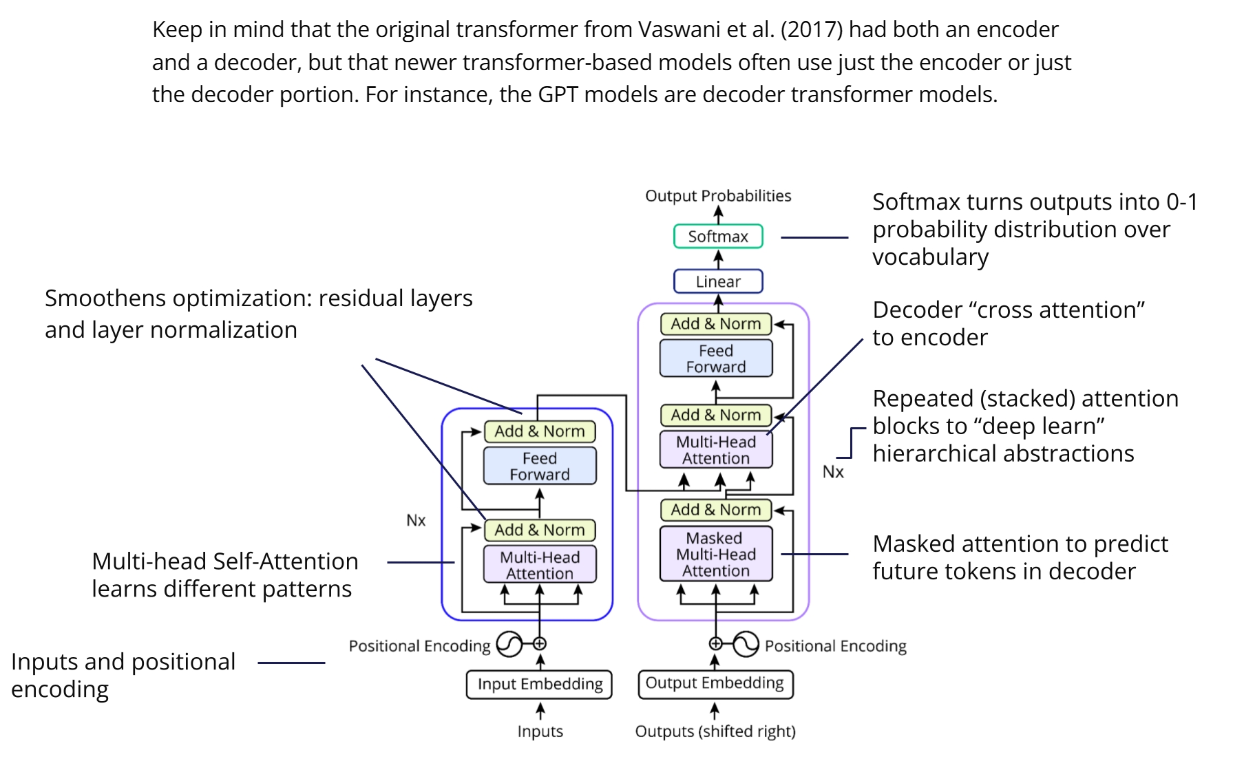 Keep in mind that the original transformer from Vaswani et al. (2017) had both an encoder
and a decoder, but that newer transformer-based models often use just the encoder or just
the decoder portion. For instance, the GPT models are decoder transformer models.
Output Probabilities
Softmax
Linear
Softmax turns outputs into 0-1
probability distribution over
vocabulary
Smoothens optimization: residual layers
and layer normalization
Decoder “cross attention”
to encoder
Repeated (stacked) attention
blocks to “deep learn”
hierarchical abstractions
Add & Norm
Feed
Forward
Add & Norm
Multi-Head
Attention
Nx
Add & Norm
Masked
Multi-Head
Attention
Masked attention to predict
future tokens in decoder
Add & Norm
Feed
Forward
Nx
Add & Norm
Multi-Head
Attention
Multi-head Self-Attention
learns different patterns
Positional Encoding
Positional Encoding
Inputs and positional
encoding
Input Embedding
Output Embedding
Inputs
Outputs (shifted right)